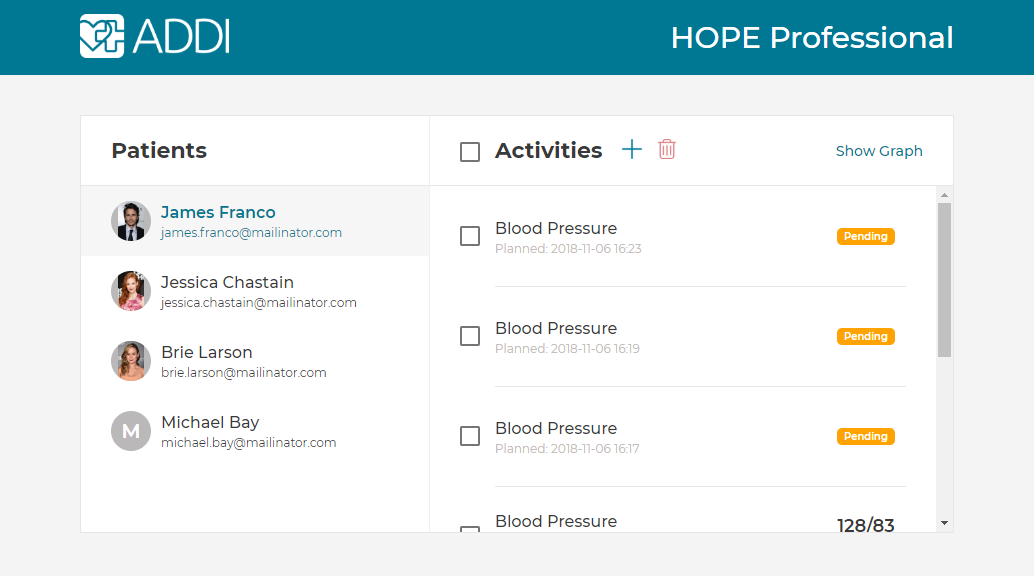 ADDI
HOPE Professional
Patients
Activities
Show Graph
James Franco
james.franco@mailinator.com
Jessica Chastain
jessica.chastain@mailinator.com
Brie Larson
brie.larson@mailinator.com
M
Michael Bay
michael.bay@mailinator.com
Blood Pressure
Planned: 2018-11-06 16:23
Pending
Blood Pressure
Planned: 2018-11-06 16:19
Pending
Blood Pressure
Planned: 2018-11-06 16:17
Pending
Blood Pressure
128/83